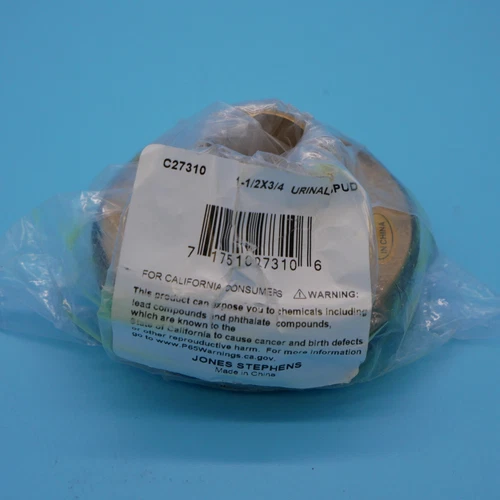 C27310 1-1/2X3/4 URINAL SPUD
7 17510 27310 6
FOR CALIFORNIA CONSUMERS ⚠WARNING:
This product can expose you to chemicals including
lead compounds and phthalate compounds,
which are known to the
State of California to cause cancer and birth defects
or other reproductive harm. For more information
go to www.P65Warnings.ca.gov.
JONES STEPHENS
Made in China
CHINA